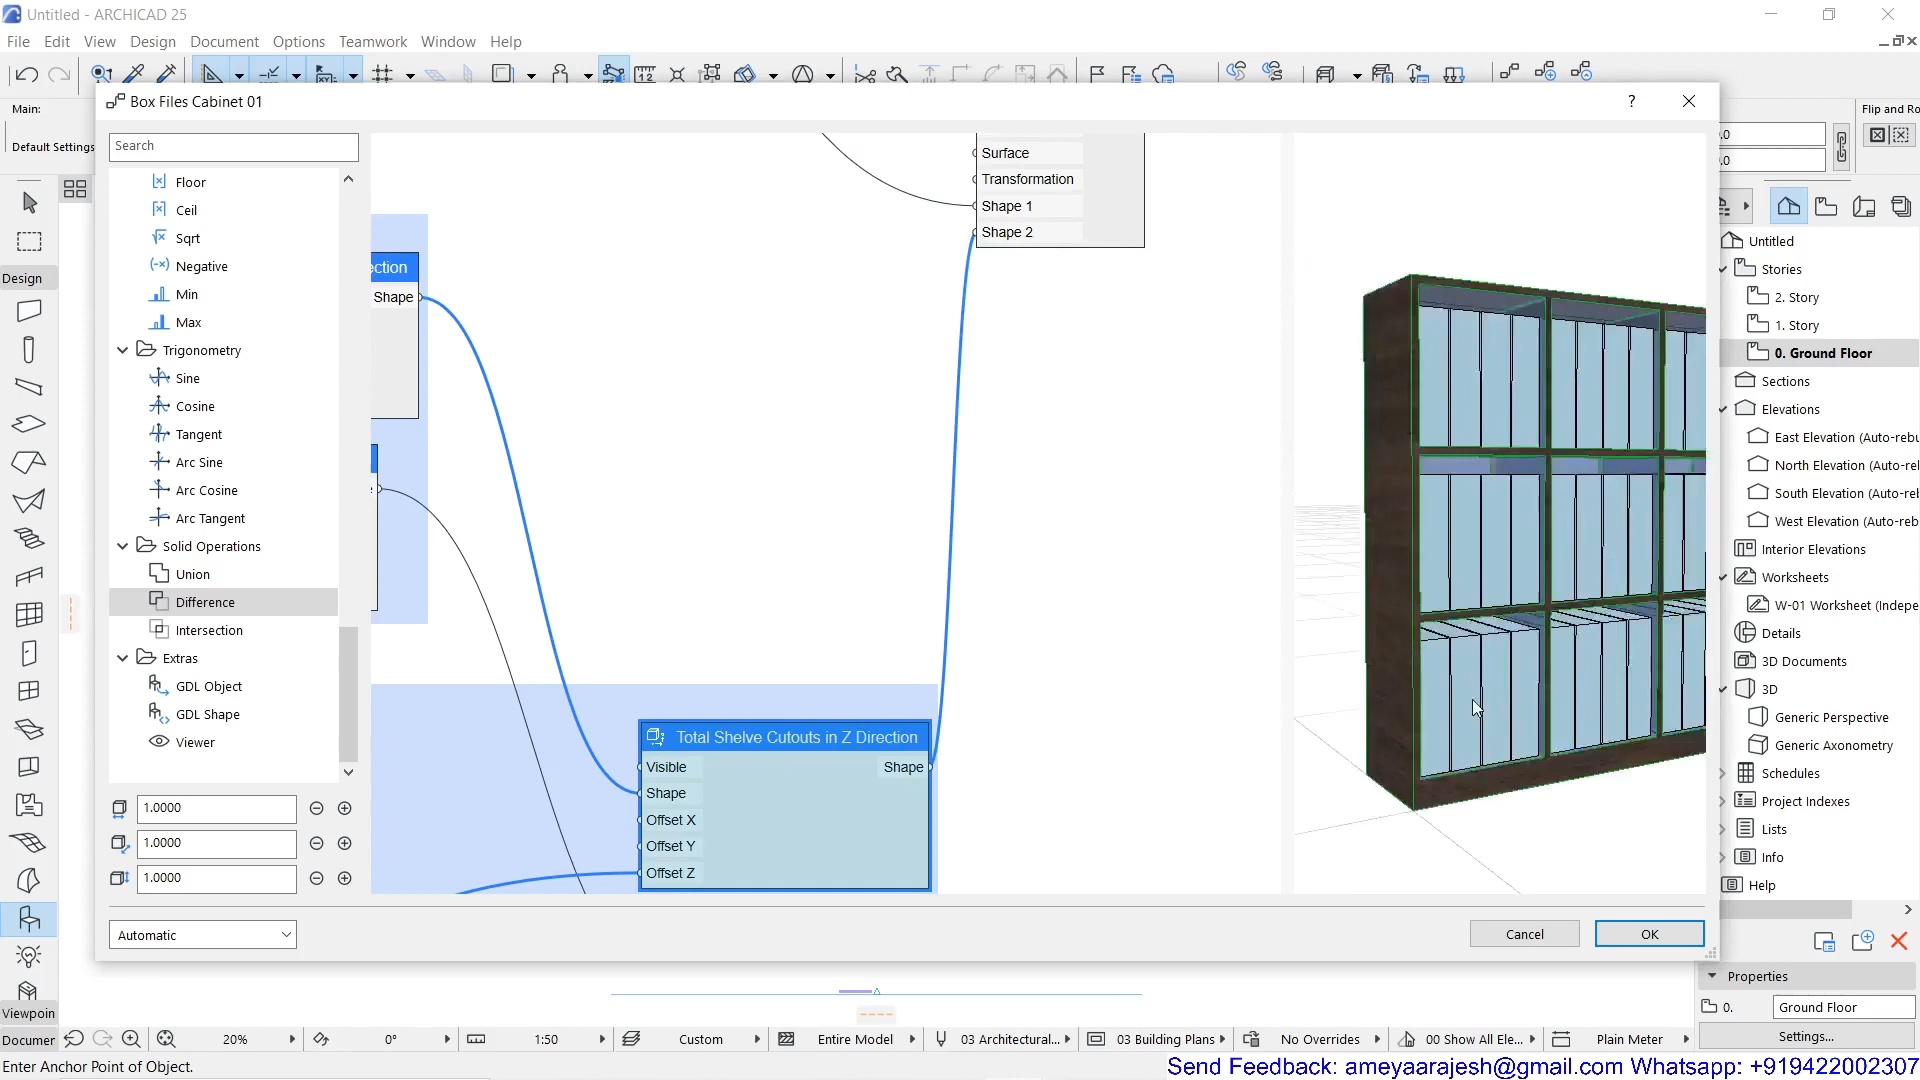 Untitled - ARCHICAD 25
File Edit View Design Document Options Teamwork Window Help
Main:
Default Settings
Flip and Ro
Box Files Cabinet 01
?
Search
Floor
Ceil
Sqrt
Negative
Min
Max
Trigonometry
Sine
Cosine
Tangent
Arc Sine
Arc Cosine
Arc Tangent
Solid Operations
Union
Difference
Intersection
Extras
GDL Object
GDL Shape
Viewer
1.0000
1.0000
1.0000
Automatic
ection
Shape
Surface
Transformation
Shape 1
Shape 2
Total Shelve Cutouts in Z Direction
Visible
Shape
Shape
Offset X
Offset Y
Offset Z
Cancel
OK
.0
.0
Untitled
Stories
2. Story
1. Story
0. Ground Floor
Sections
Elevations
East Elevation (Auto-rebu
North Elevation (Auto-rel
South Elevation (Auto-rel
West Elevation (Auto-reb
Interior Elevations
Worksheets
W-01 Worksheet (Indepe
Details
3D Documents
3D
Generic Perspective
Generic Axonometry
Schedules
Project Indexes
Lists
Info
Help
Properties
0. Ground Floor
Settings...
Design
Viewpoin
Documer
20% 0° 1:50 Custom Entire Model 03 Architectural... 03 Building Plans No Overrides 00 Show All Ele... Plain Meter
Enter Anchor Point of Object.
Send Feedback: ameyaarajesh@gmail.com Whatsapp: +919422002307